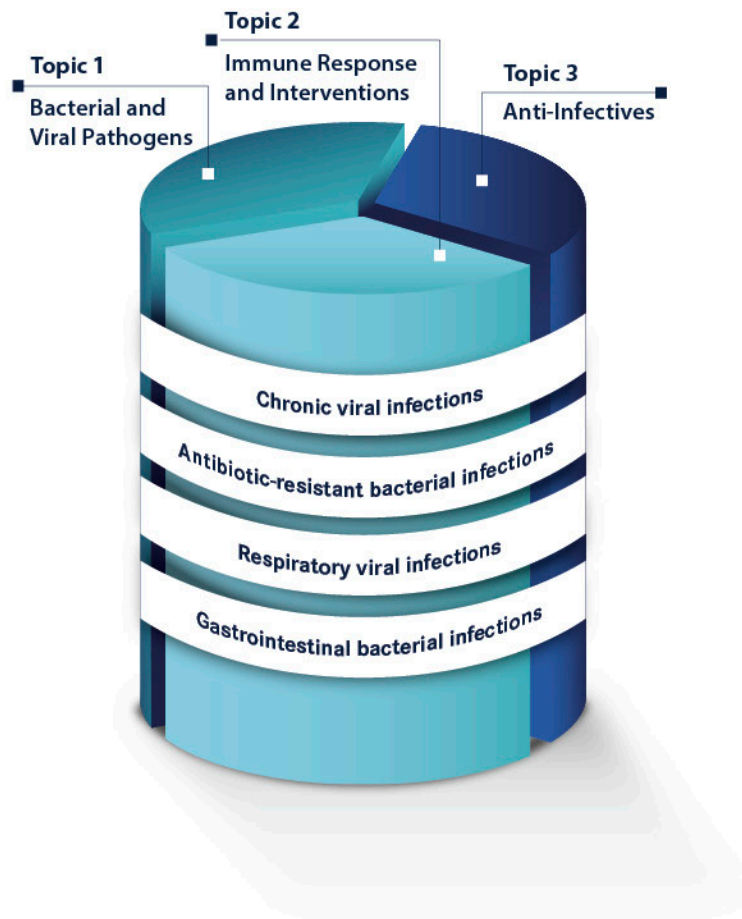 Topic 1
Bacterial and
Viral Pathogens
Topic 2
Immune Response
and Interventions
Topic 3
Anti-Infectives
Chronic viral infections
Antibiotic-resistant bacterial infections
Respiratory viral infections
Gastrointestinal bacterial infections